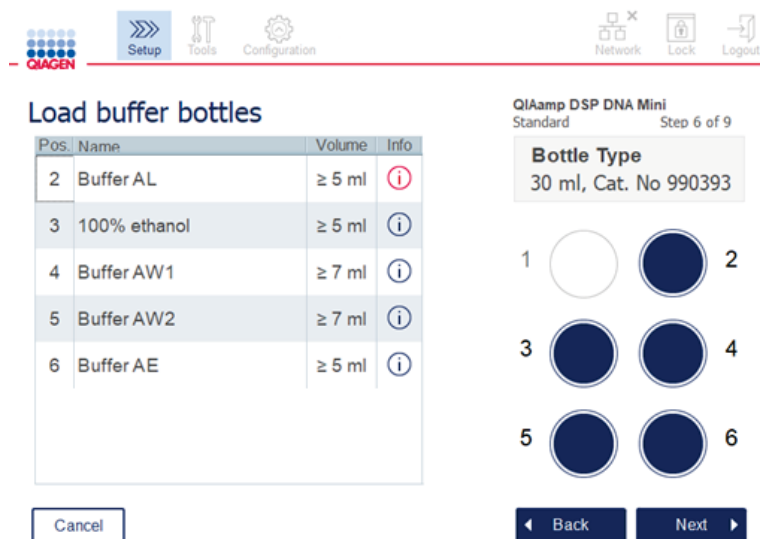 Setup
Tools
Configuration
Network
Lock
Logout
QIAGEN
Load buffer bottles
QIAamp DSP DNA Mini
Standard Step 6 of 9
Bottle Type
30 ml, Cat. No 990393
Pos. Name Volume Info
2 Buffer AL ≥ 5 ml i
3 100% ethanol ≥ 5 ml i
4 Buffer AW1 ≥ 7 ml i
5 Buffer AW2 ≥ 7 ml i
6 Buffer AE ≥ 5 ml i
1 2
3 4
5 6
Cancel
Back
Next